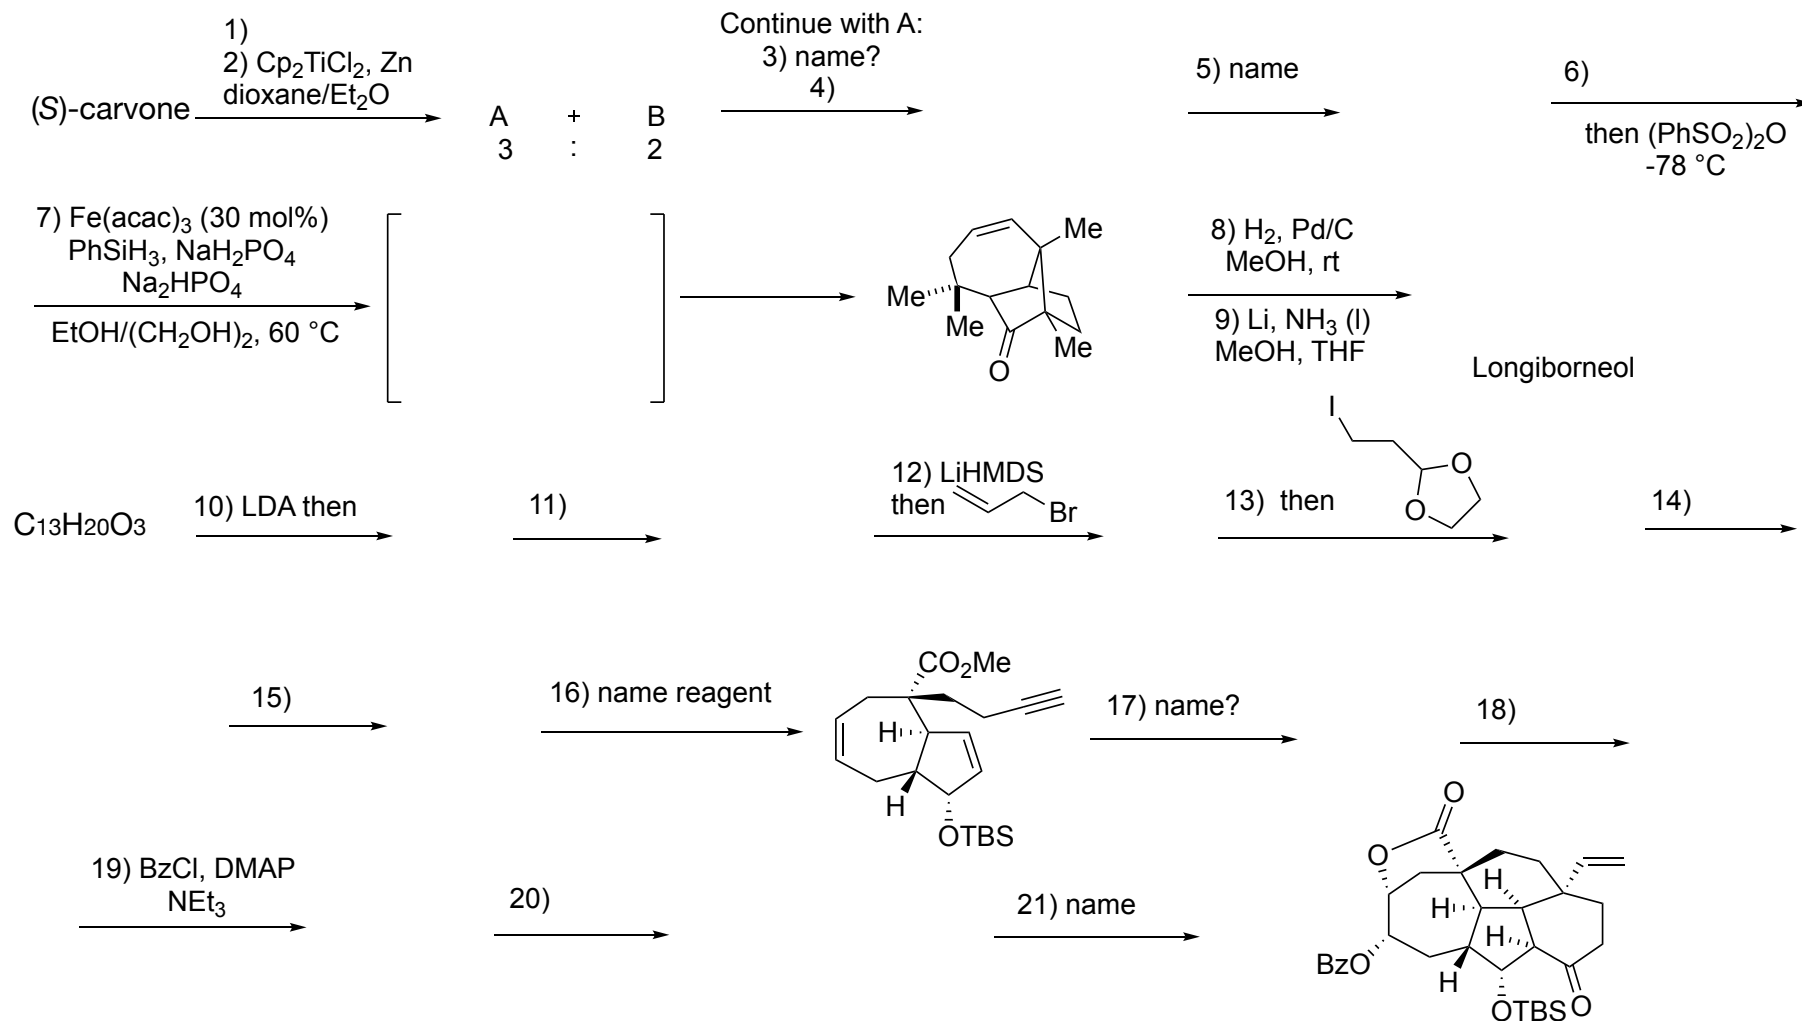 1)
2) Cp2TiCl2, Zn
dioxane/Et2O
(S)-carvone
A + B
3 : 2
Continue with A:
3) name?
4)
5) name
6)
then (PhSO2)2O
-78 °C
7) Fe(acac)3 (30 mol%)
PhSiH3, NaH2PO4
Na2HPO4
EtOH/(CH2OH)2, 60 °C
Me
Me
Me
Me
O
8) H2, Pd/C
MeOH, rt
9) Li, NH3 (l)
MeOH, THF
Longiborneol
C13H20O3
10) LDA then
11)
12) LiHMDS
then
Br
13) then
I
O
O
14)
15)
16) name reagent
CO2Me
H
H
OTBS
17) name?
18)
19) BzCl, DMAP
NEt3
20)
21) name
O
O
H
H
H
BzO
H
OTBS
O